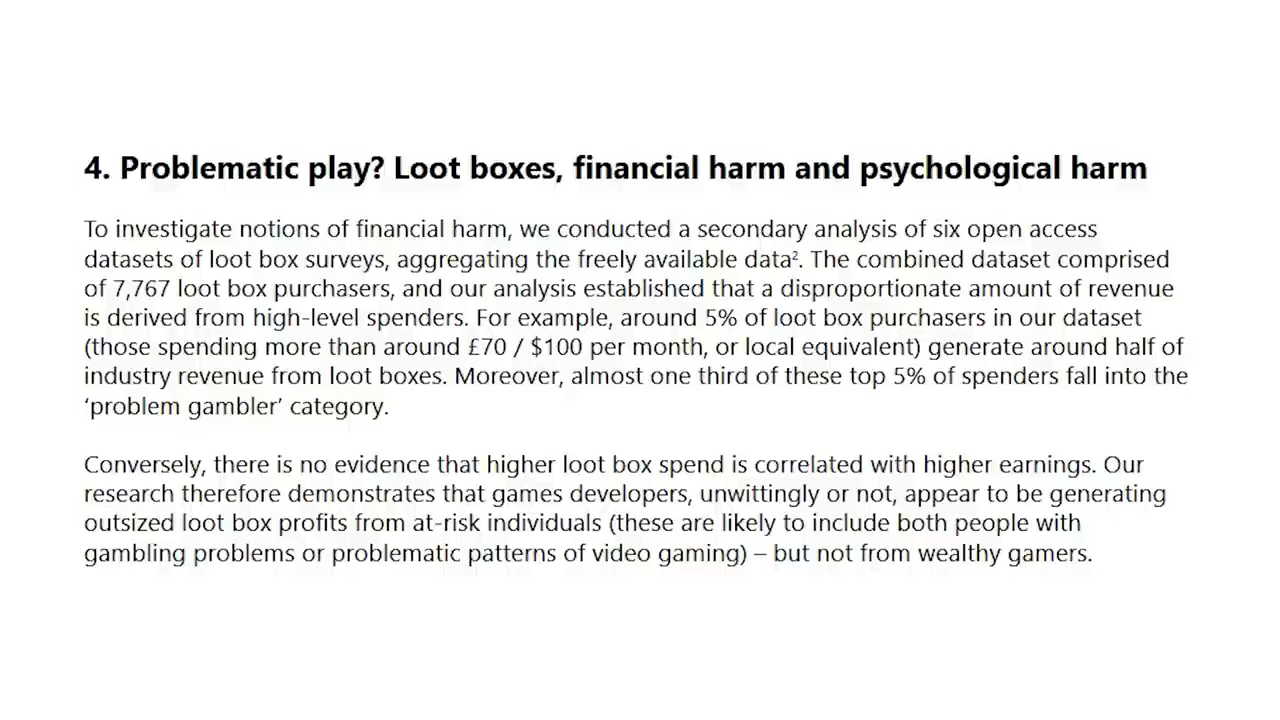 4. Problematic play? Loot boxes, financial harm and psychological harm
To investigate notions of financial harm, we conducted a secondary analysis of six open access
datasets of loot box surveys, aggregating the freely available data². The combined dataset comprised
of 7,767 loot box purchasers, and our analysis established that a disproportionate amount of revenue
is derived from high-level spenders. For example, around 5% of loot box purchasers in our dataset
(those spending more than around £70 / $100 per month, or local equivalent) generate around half of
industry revenue from loot boxes. Moreover, almost one third of these top 5% of spenders fall into the
‘problem gambler’ category.
Conversely, there is no evidence that higher loot box spend is correlated with higher earnings. Our
research therefore demonstrates that games developers, unwittingly or not, appear to be generating
outsized loot box profits from at-risk individuals (these are likely to include both people with
gambling problems or problematic patterns of video gaming) – but not from wealthy gamers.